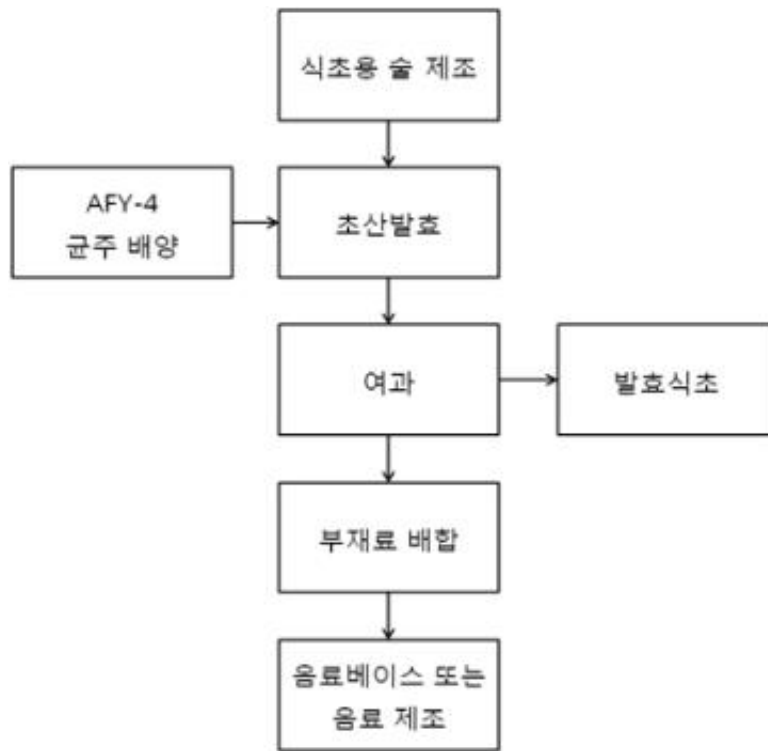 식초용 술 제조
AFY-4
균주 배양
초산발효
여과
발효식초
부재료 배합
음료베이스 또는
음료 제조